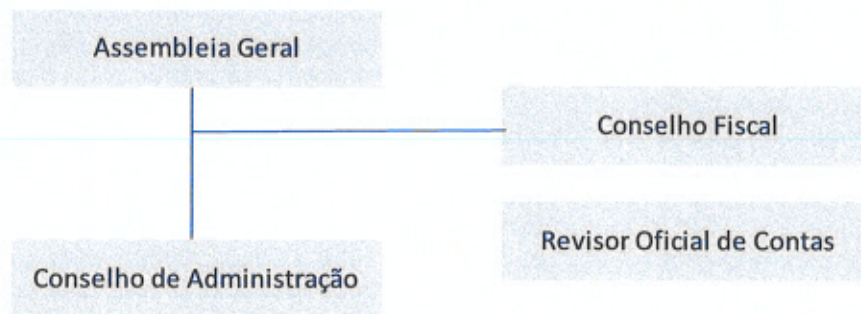 Assembleia Geral
Conselho Fiscal
Revisor Oficial de Contas
Conselho de Administração